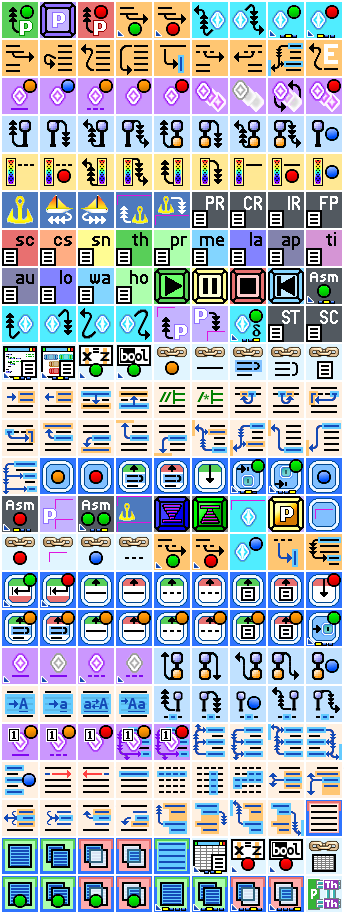 P P P
E
PR CR IR FP
sc cs sn th pr me la ap ti
au lo wa ho Asm
P P δ ST SC
x=z bool
// /*
Asm P Asm P
→A →a a⇄A →Aa
1 1 1 1 1
x=z bool
P Th Th